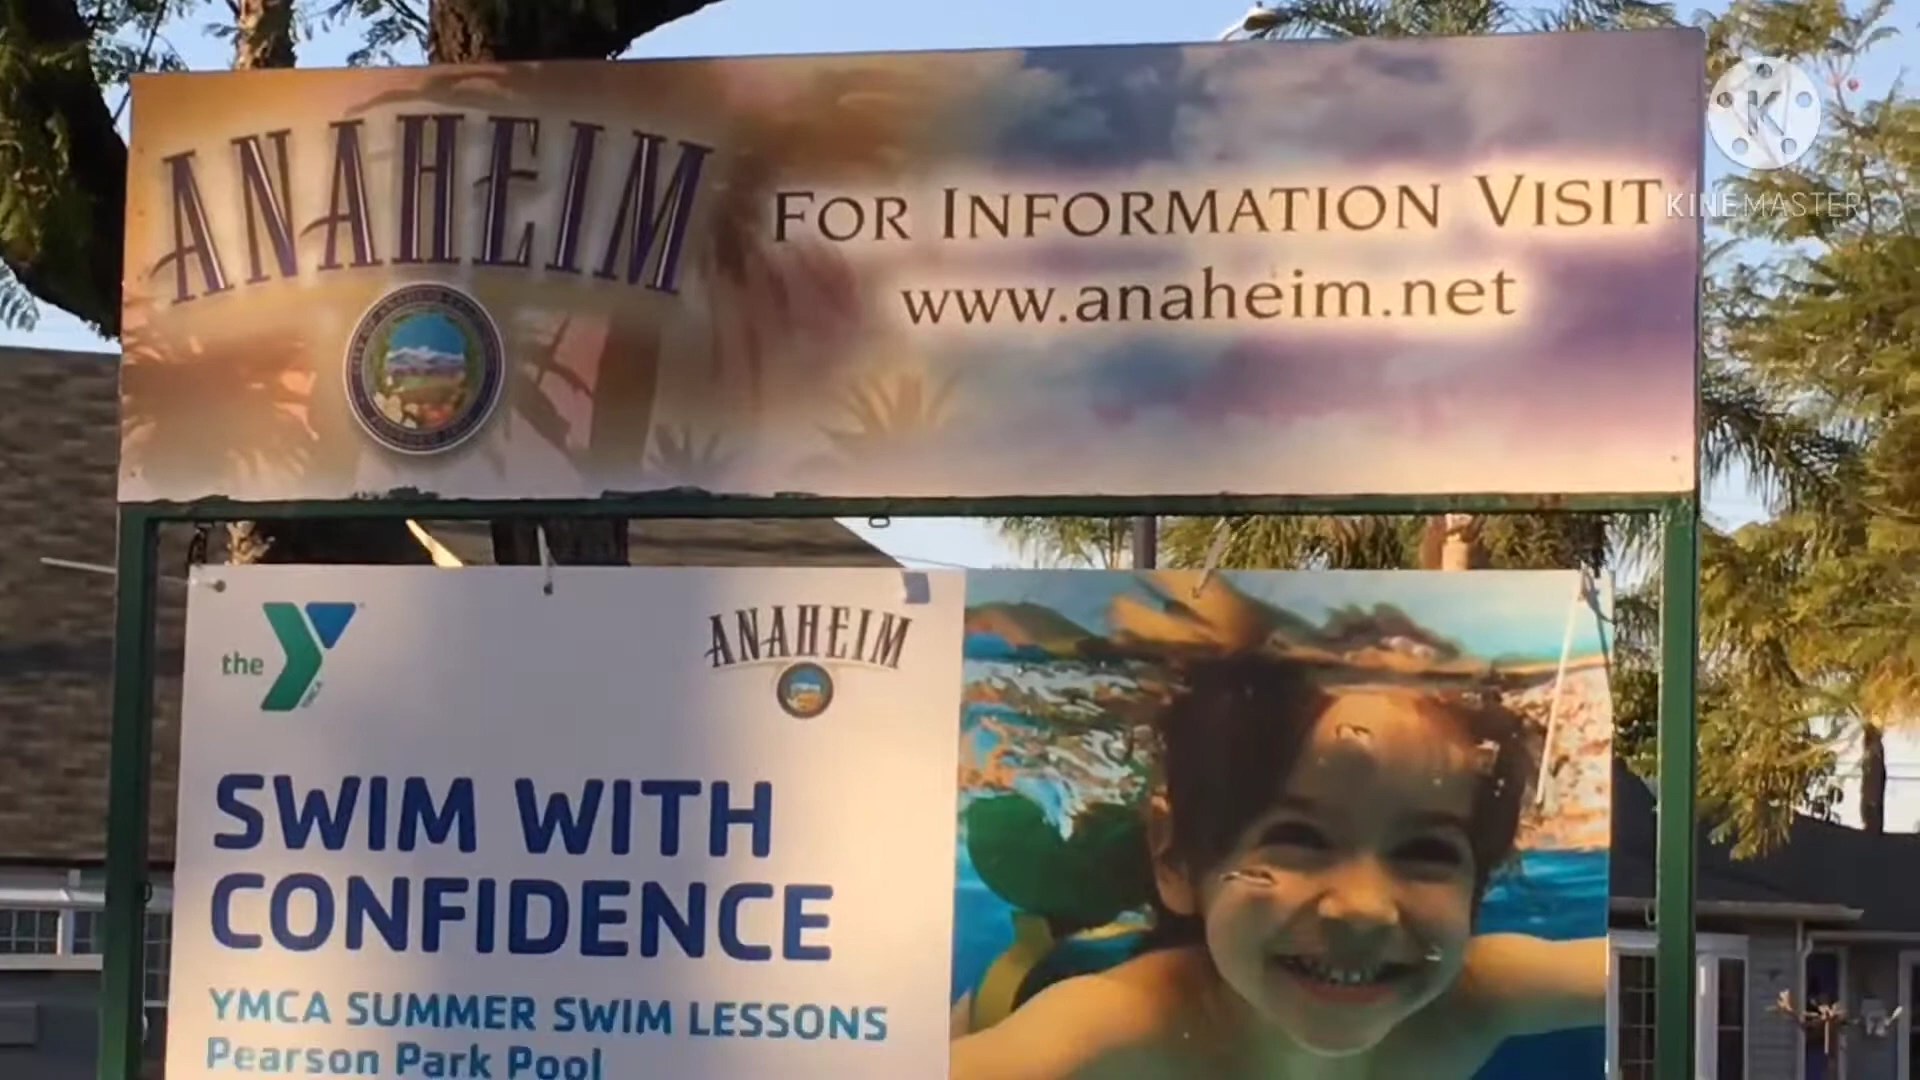 ANAHEIM
FOR INFORMATION VISIT
www.anaheim.net
K
KINEMASTER
the
YMCA
ANAHEIM
SWIM WITH
CONFIDENCE
YMCA SUMMER SWIM LESSONS
Pearson Park Pool